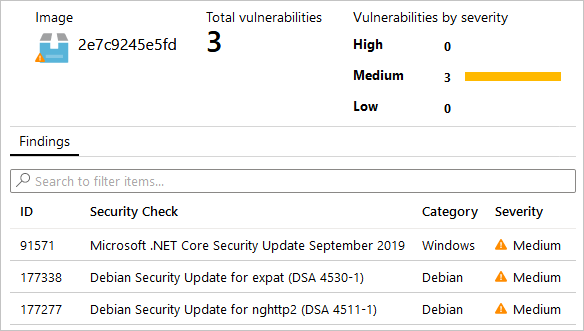 Image
2e7c9245e5fd
Total vulnerabilities
3
Vulnerabilities by severity
High 0
Medium 3
Low 0
Findings
Search to filter items...
ID Security Check Category Severity
91571 Microsoft .NET Core Security Update September 2019 Windows Medium
177338 Debian Security Update for expat (DSA 4530-1) Debian Medium
177277 Debian Security Update for nghttp2 (DSA 4511-1) Debian Medium